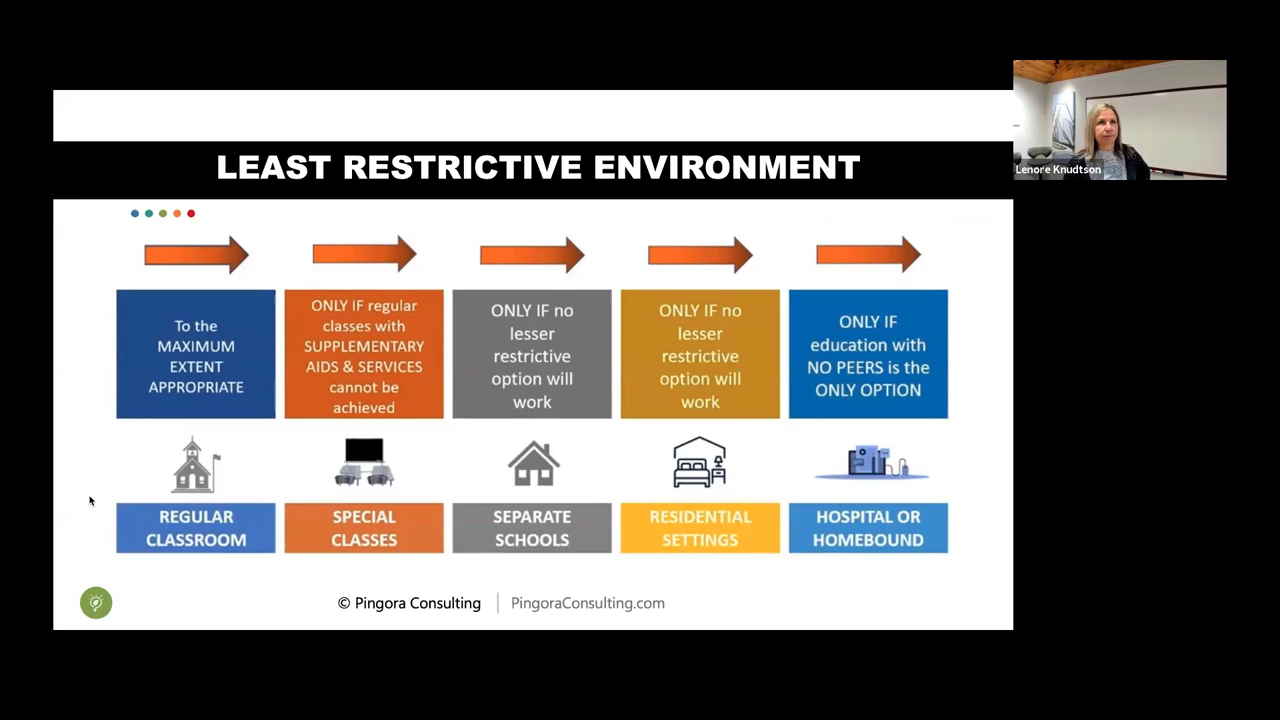 LEAST RESTRICTIVE ENVIRONMENT
Lenore Knudtson
To the
MAXIMUM
EXTENT
APPROPRIATE
ONLY IF regular
classes with
SUPPLEMENTARY
AIDS & SERVICES
cannot be
achieved
ONLY IF no
lesser
restrictive
option will
work
ONLY IF no
lesser
restrictive
option will
work
ONLY IF
education with
NO PEERS is the
ONLY OPTION
REGULAR
CLASSROOM
SPECIAL
CLASSES
SEPARATE
SCHOOLS
RESIDENTIAL
SETTINGS
HOSPITAL OR
HOMEBOUND
© Pingora Consulting
PingoraConsulting.com